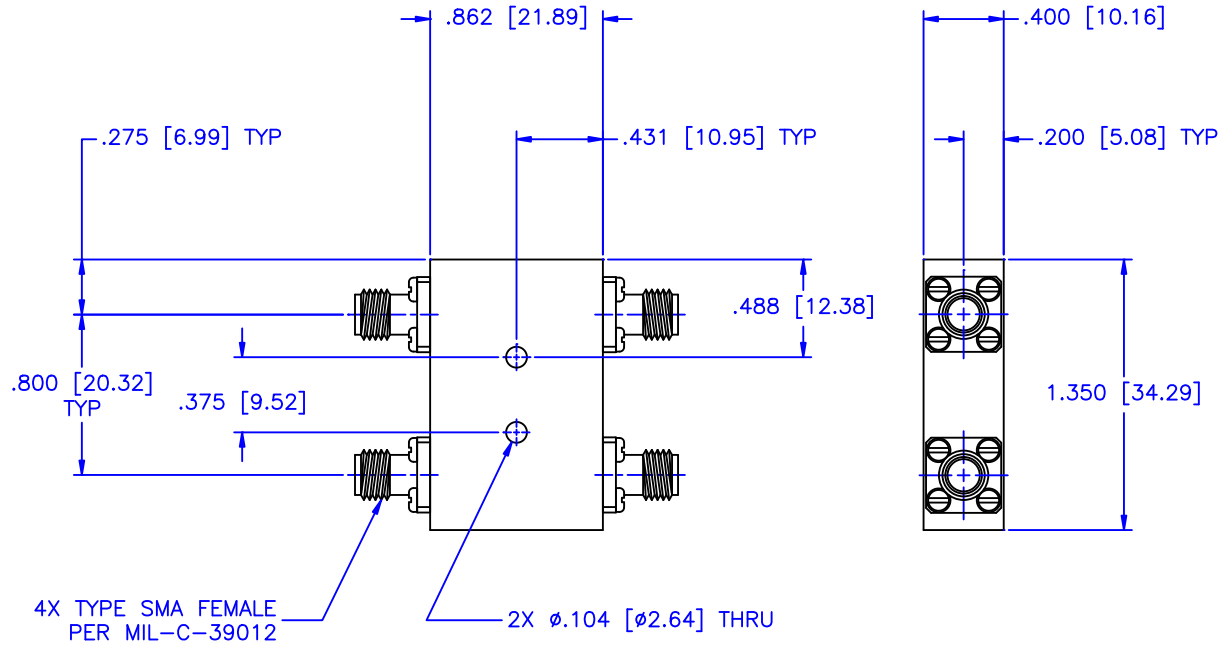 .862 [21.89]
.400 [10.16]
.275 [6.99] TYP
.431 [10.95] TYP
.200 [5.08] TYP
.488 [12.38]
.800 [20.32]
TYP
.375 [9.52]
1.350 [34.29]
4X TYPE SMA FEMALE
PER MIL-C-39012
2X ø.104 [ø2.64] THRU